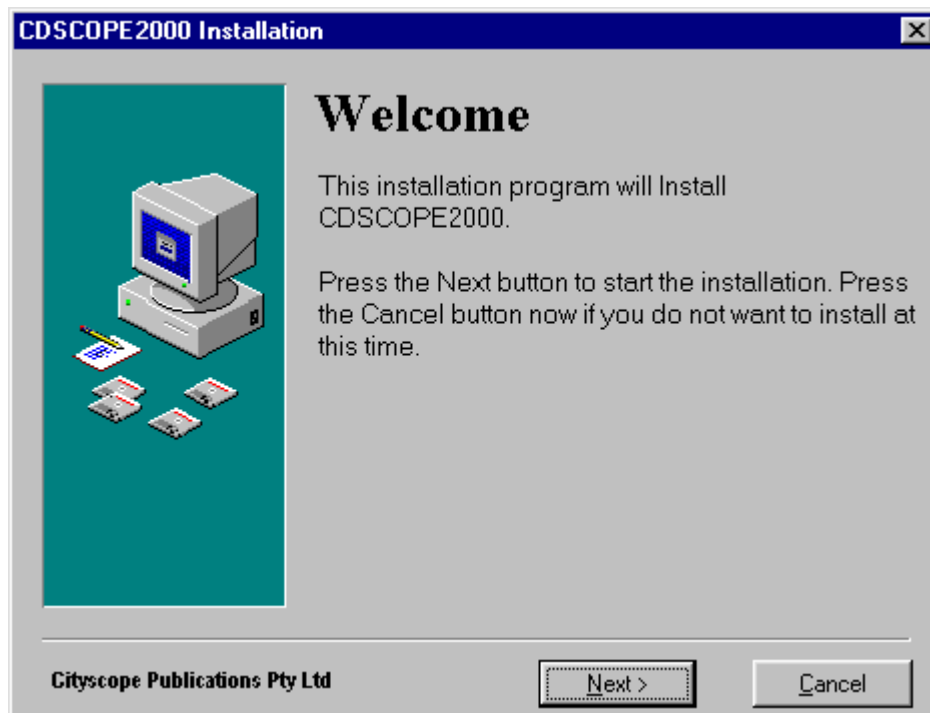 CDSCOPE2000 Installation
Welcome
This installation program will Install
CDSCOPE2000.
Press the Next button to start the installation. Press
the Cancel button now if you do not want to install at
this time.
Cityscope Publications Pty Ltd
Next >
Cancel